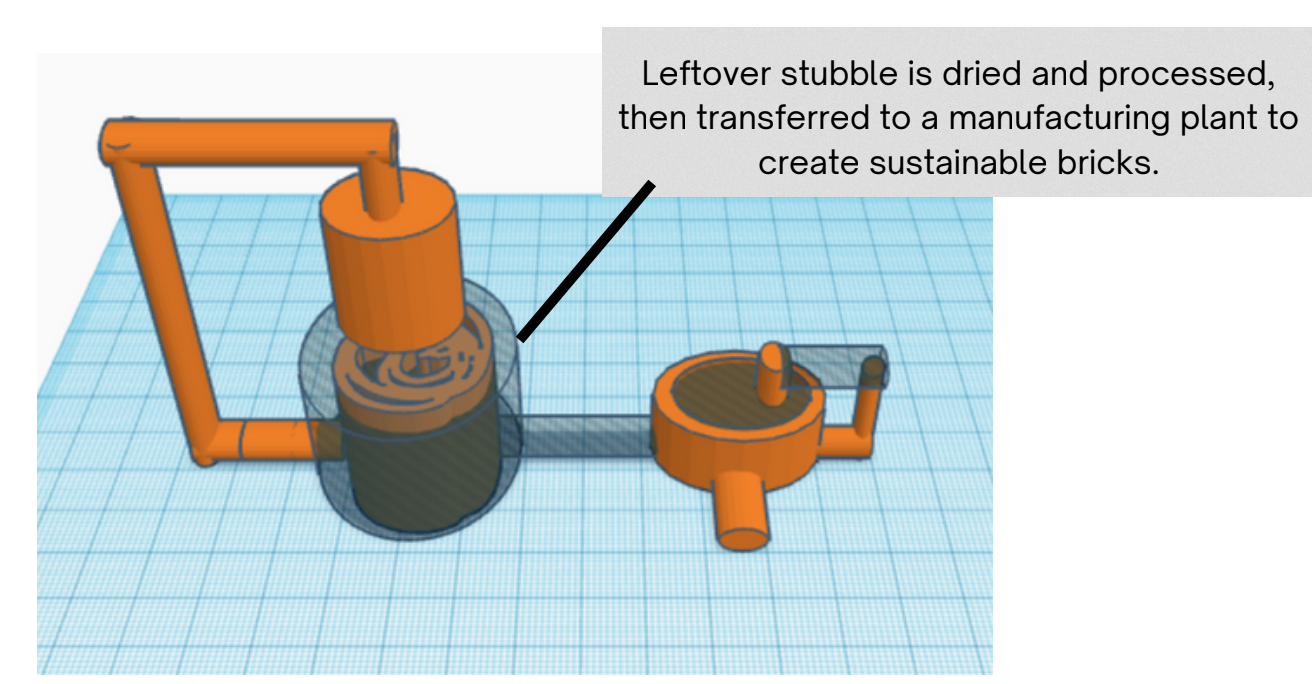 Leftover stubble is dried and processed,
then transferred to a manufacturing plant to
create sustainable bricks.